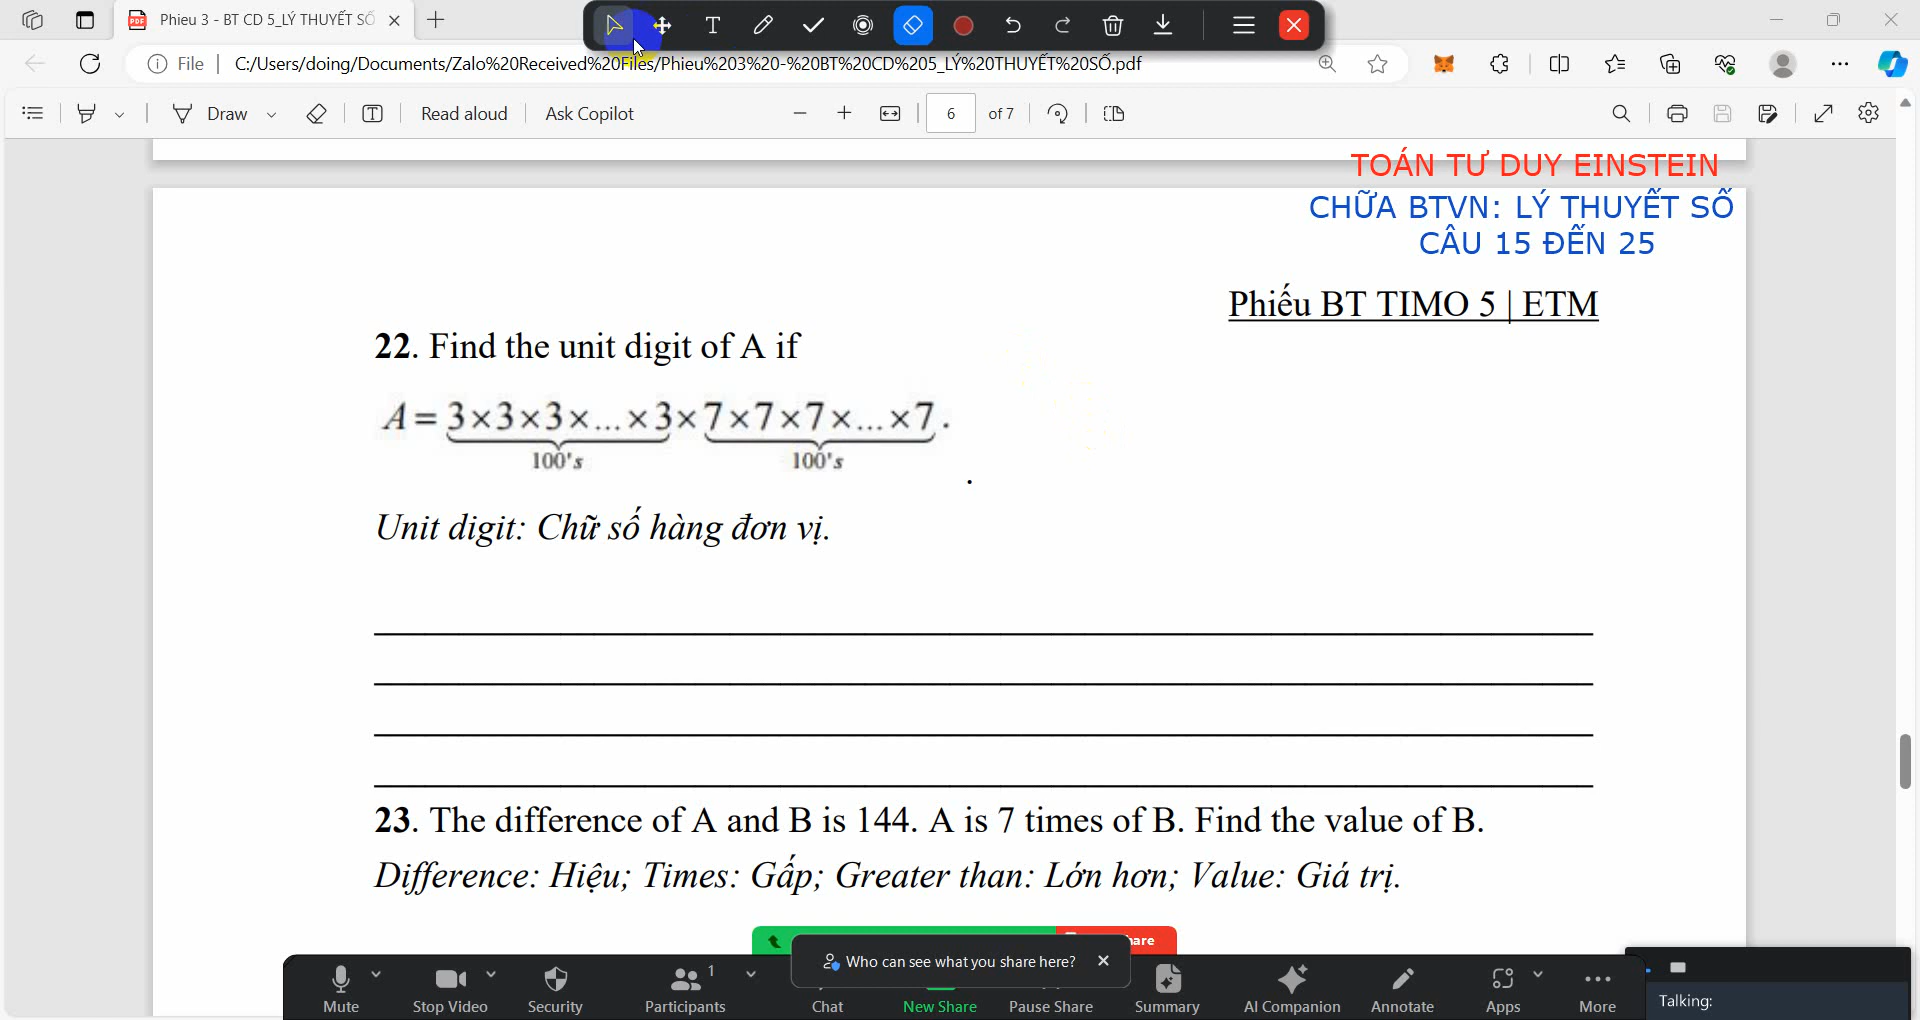 Phieu 3 - BT CD 5_LÝ THUYẾT SỐ
File
C:/Users/doing/Documents/Zalo%20Received%20Files/Phieu%203%20-%20BT%20CD%205_LÝ%20THUYẾT%20SỐ.pdf
Draw
Read aloud
Ask Copilot
6 of 7
TOÁN TƯ DUY EINSTEIN
CHỮA BTVN: LÝ THUYẾT SỐ
CÂU 15 ĐẾN 25
Phiếu BT TIMO 5 | ETM
22. Find the unit digit of A if
A = 3×3×3×...×3×7×7×7×...×7.
100's 100's
.
Unit digit: Chữ số hàng đơn vị.
23. The difference of A and B is 144. A is 7 times of B. Find the value of B.
Difference: Hiệu; Times: Gấp; Greater than: Lớn hơn; Value: Giá trị.
Who can see what you share here?
1
Mute
Stop Video
Security
Participants
Chat
New Share
Pause Share
Summary
AI Companion
Annotate
Apps
More
Talking: